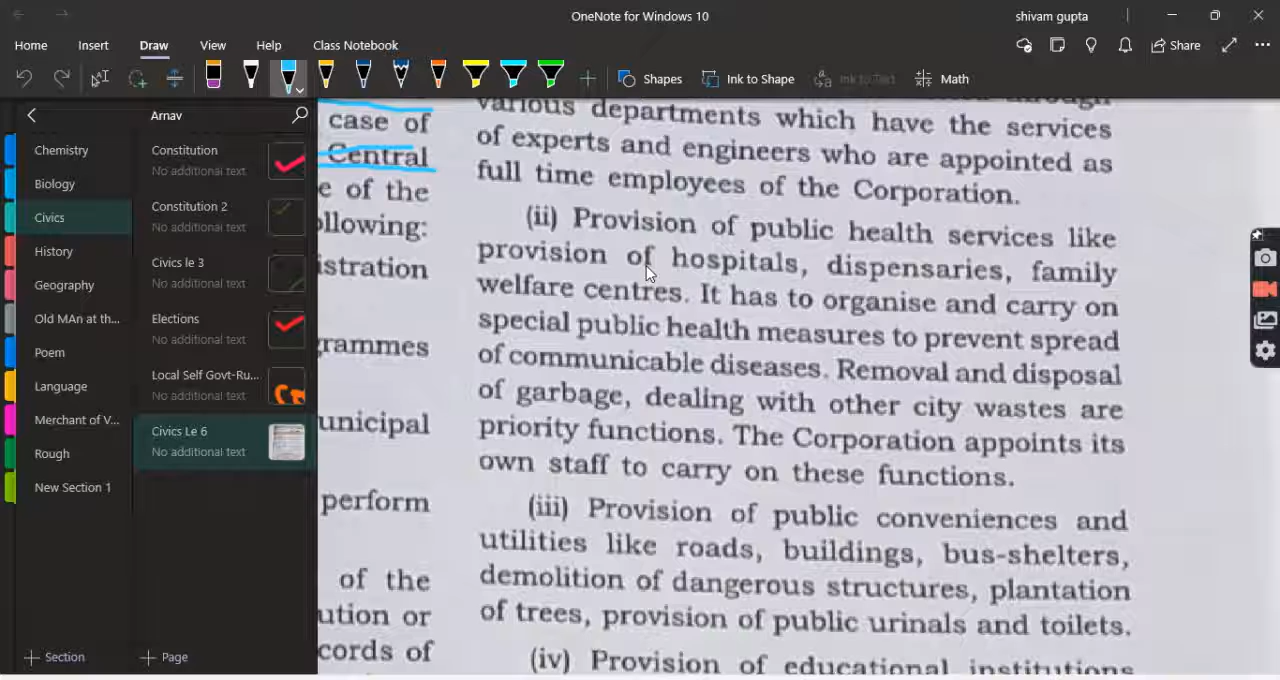 OneNote for Windows 10
shivam gupta
Home
Insert
Draw
View
Help
Class Notebook
Share
Shapes
Ink to Shape
Ink to Text
Math
Arnav
Chemistry
Biology
Civics
History
Geography
Old MAn at th...
Poem
Language
Merchant of V...
Rough
New Section 1
Section
Constitution
No additional text
Constitution 2
No additional text
Civics le 3
No additional text
Elections
No additional text
Local Self Govt-Ru...
No additional text
Civics Le 6
No additional text
Page
case of
Central
e of the
ollowing:
istration
grammes
unicipal
perform
of the
ution or
cords of
through
various departments which have the services
of experts and engineers who are appointed as
full time employees of the Corporation.
(ii) Provision of public health services like
provision of hospitals, dispensaries, family
welfare centres. It has to organise and carry on
special public health measures to prevent spread
of communicable diseases. Removal and disposal
of garbage, dealing with other city wastes are
priority functions. The Corporation appoints its
own staff to carry on these functions.
(iii) Provision of public conveniences and
utilities like roads, buildings, bus-shelters,
demolition of dangerous structures, plantation
of trees, provision of public urinals and toilets.
(iv) Provision of educational institutions